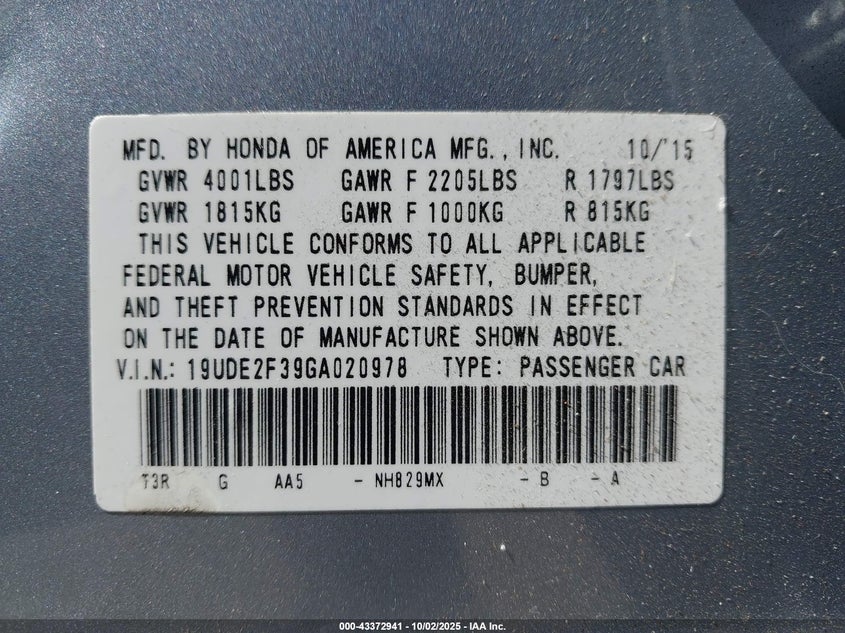 MFD. BY HONDA OF AMERICA MFG., INC. 10/'15
GVWR 4001LBS GAWR F 2205LBS R 1797LBS
GVWR 1815KG GAWR F 1000KG R 815KG
THIS VEHICLE CONFORMS TO ALL APPLICABLE
FEDERAL MOTOR VEHICLE SAFETY, BUMPER,
AND THEFT PREVENTION STANDARDS IN EFFECT
ON THE DATE OF MANUFACTURE SHOWN ABOVE.
V.I.N.: 19UDE2F39GA020978 TYPE: PASSENGER CAR
T3R G AA5 - NH829MX - B - A
000-43372941 - 10/02/2025 - IAA Inc.